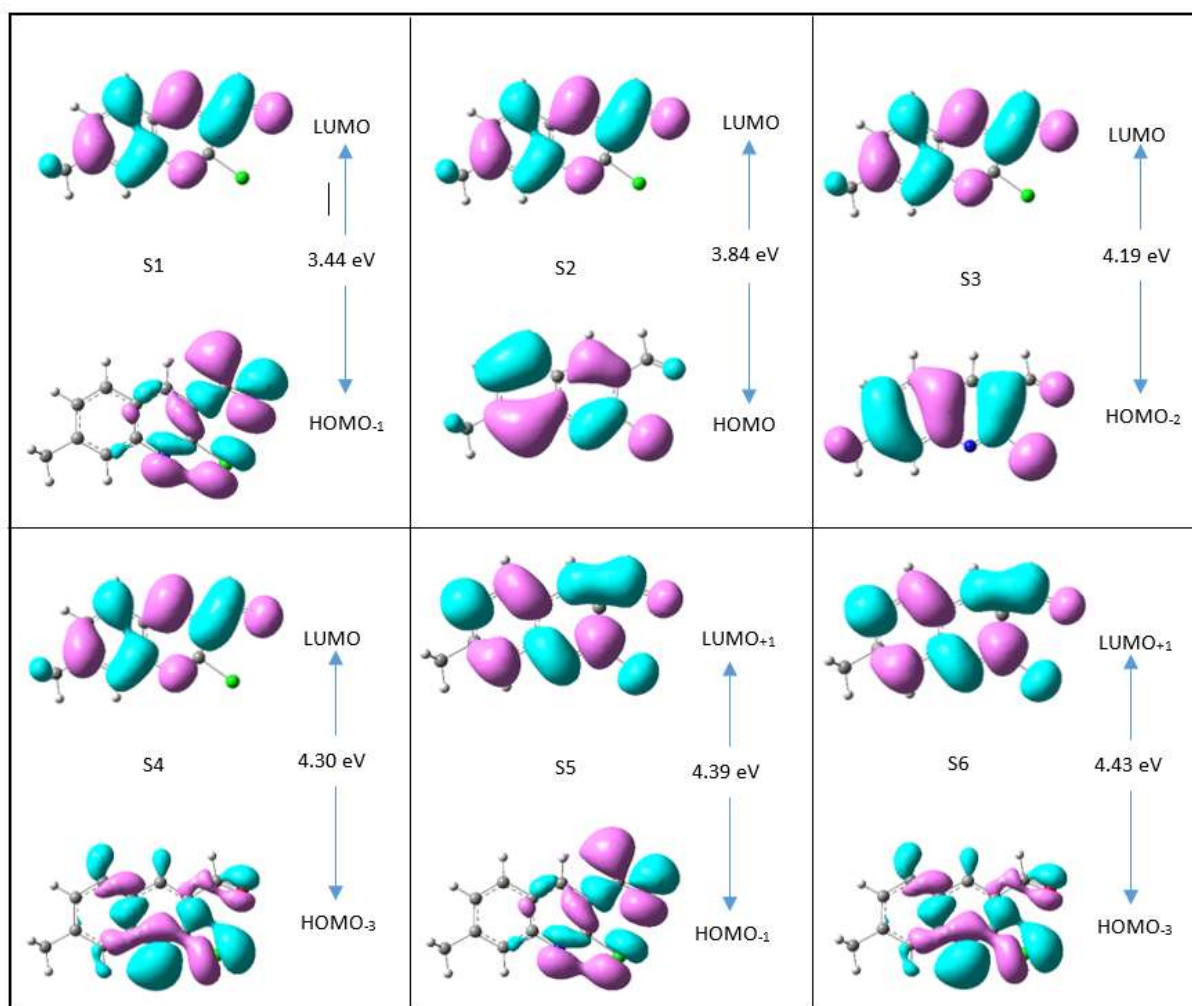 LUMO
S1
3.44 eV
HOMO-1
LUMO
S2
3.84 eV
HOMO
LUMO
S3
4.19 eV
HOMO-2
LUMO
S4
4.30 eV
HOMO-3
LUMO+1
S5
4.39 eV
HOMO-1
LUMO+1
S6
4.43 eV
HOMO-3